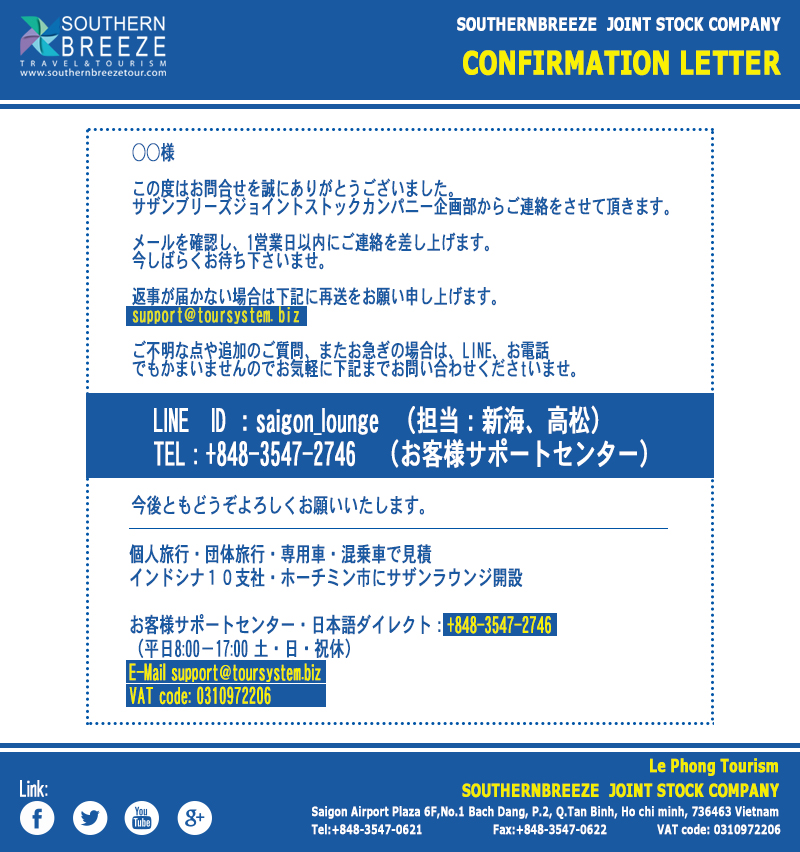 SOUTHERN
BREEZE
TRAVEL&TOURISM
www.southernbreezetour.com
SOUTHERNBREEZE JOINT STOCK COMPANY
CONFIRMATION LETTER
〇〇様
この度はお問合せを誠にありがとうございました。
サザンブリーズジョイントストックカンパニー企画部からご連絡をさせて頂きます。
メールを確認し、1営業日以内にご連絡を差し上げます。
今しばらくお待ち下さいませ。
返事が届かない場合は下記に再送をお願い申し上げます。
support@toursystem.biz
ご不明な点や追加のご質問、またお急ぎの場合は、LINE、お電話
でもかまいませんのでお気軽に下記までお問い合わせくださtいませ。
LINE ID : saigon_lounge （担当：新海、高松）
TEL : +848-3547-2746 （お客様サポートセンター）
今後ともどうぞよろしくお願いいたします。
個人旅行・団体旅行・専用車・混乗車で見積
インドシナ１０支社・ホーチミン市にサザンラウンジ開設
お客様サポートセンター・日本語ダイレクト：+848-3547-2746
（平日8:00－17:00 土・日・祝休）
E-Mail support@toursystem.biz
VAT code: 0310972206
Le Phong Tourism
SOUTHERNBREEZE JOINT STOCK COMPANY
Link:
f
You
Tube
g+
Saigon Airport Plaza 6F,No.1 Bach Dang, P.2, Q.Tan Binh, Ho chi minh, 736463 Vietnam
Tel:+848-3547-0621 Fax:+848-3547-0622 VAT code: 0310972206